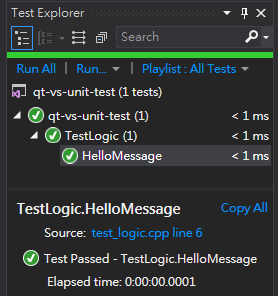 Test Explorer
Search
Run All | Run... | Playlist : All Tests
qt-vs-unit-test (1 tests)
qt-vs-unit-test (1) < 1 ms
TestLogic (1) < 1 ms
HelloMessage < 1 ms
TestLogic.HelloMessage Copy All
Source: test_logic.cpp line 6
Test Passed - TestLogic.HelloMessage
Elapsed time: 0:00:00.0001